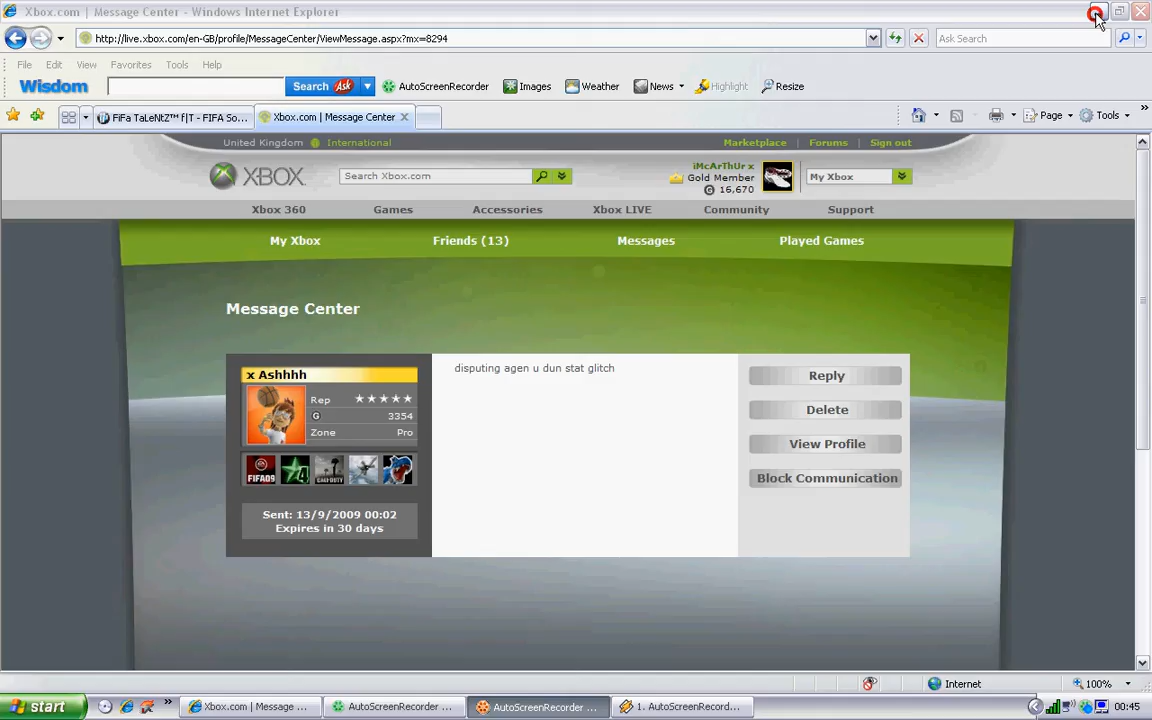 Xbox.com | Message Center - Windows Internet Explorer
http://live.xbox.com/en-GB/profile/MessageCenter/ViewMessage.aspx?mx=8294
Ask Search
File Edit View Favorites Tools Help
Wisdom Search Ask AutoScreenRecorder Images Weather News Highlight Resize
FiFa TaLeNtZ™ f|T - FIFA So... Xbox.com | Message Center Page Tools
United Kingdom International Marketplace Forums Sign out
XBOX Search Xbox.com
iMcArThUr x
Gold Member
G 16,670
My Xbox
Xbox 360 Games Accessories Xbox LIVE Community Support
My Xbox Friends (13) Messages Played Games
Message Center
x Ashhhh
Rep
G 3354
Zone Pro
FIFA09
Sent: 13/9/2009 00:02
Expires in 30 days
disputing agen u dun stat glitch
Reply
Delete
View Profile
Block Communication
Internet 100%
start Xbox.com | Message ... AutoScreenRecorder ... AutoScreenRecorder ... 1. AutoScreenRecord... 00:45